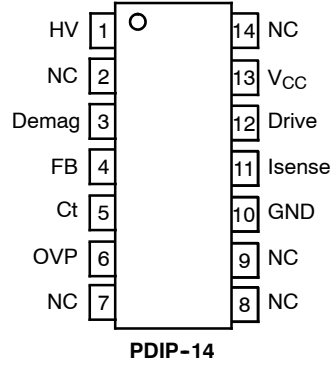 HV 1 14 NC
NC 2 13 VCC
Demag 3 12 Drive
FB 4 11 Isense
Ct 5 10 GND
OVP 6 9 NC
NC 7 8 NC
PDIP-14